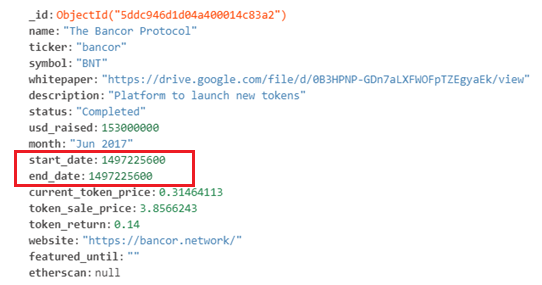 _id: ObjectId("5ddc946d1d04a400014c83a2")
name: "The Bancor Protocol"
ticker: "bancor"
symbol: "BNT"
whitepaper: "https://drive.google.com/file/d/0B3HPNP-GDn7aLXFWOFpTZEgyaEk/view"
description: "Platform to launch new tokens"
status: "Completed"
usd_raised: 153000000
month: "Jun 2017"
start_date: 1497225600
end_date: 1497225600
current_token_price: 0.31464113
token_sale_price: 3.8566243
token_return: 0.14
website: "https://bancor.network/"
featured_until: ""
etherscan: null